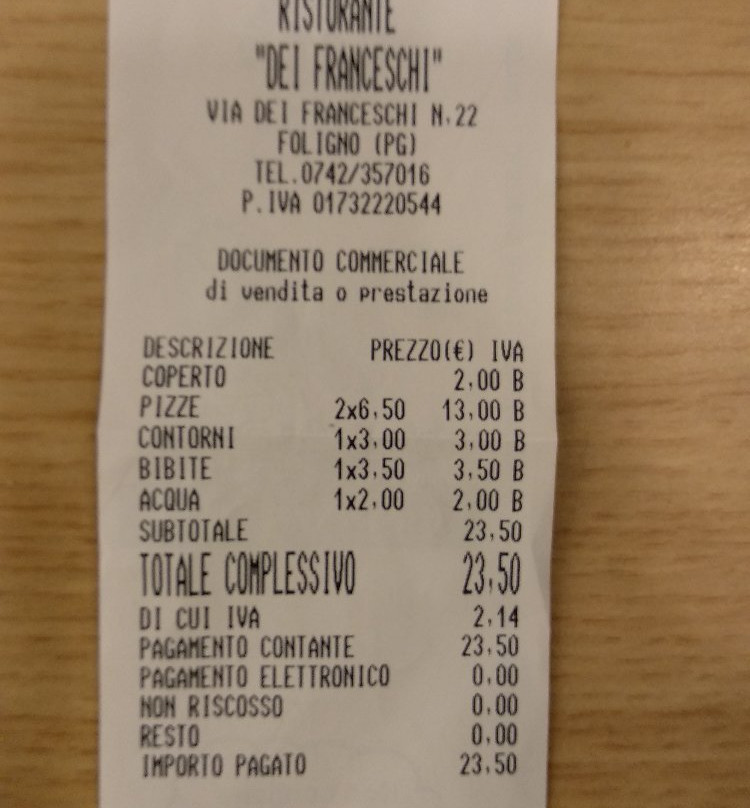 RISTORANTE
"DEI FRANCESCHI"
VIA DEI FRANCESCHI N.22
FOLIGNO (PG)
TEL.0742/357016
P.IVA 01732220544
DOCUMENTO COMMERCIALE
di vendita o prestazione
DESCRIZIONE PREZZO(€) IVA
COPERTO 2,00 B
PIZZE 2x6,50 13,00 B
CONTORNI 1x3,00 3,00 B
BIBITE 1x3,50 3,50 B
ACQUA 1x2,00 2,00 B
SUBTOTALE 23,50
TOTALE COMPLESSIVO 23,50
DI CUI IVA 2,14
PAGAMENTO CONTANTE 23,50
PAGAMENTO ELETTRONICO 0,00
NON RISCOSSO 0,00
RESTO 0,00
IMPORTO PAGATO 23,50